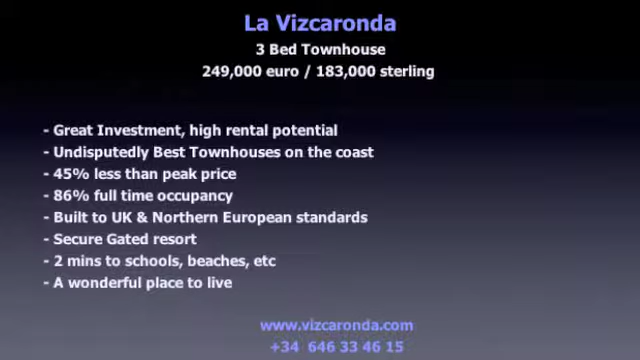 La Vizcaronda
3 Bed Townhouse
249,000 euro / 183,000 sterling
- Great Investment, high rental potential
- Undisputedly Best Townhouses on the coast
- 45% less than peak price
- 86% full time occupancy
- Built to UK & Northern European standards
- Secure Gated resort
- 2 mins to schools, beaches, etc
- A wonderful place to live
www.vizcaronda.com
+34  646 33 46 15